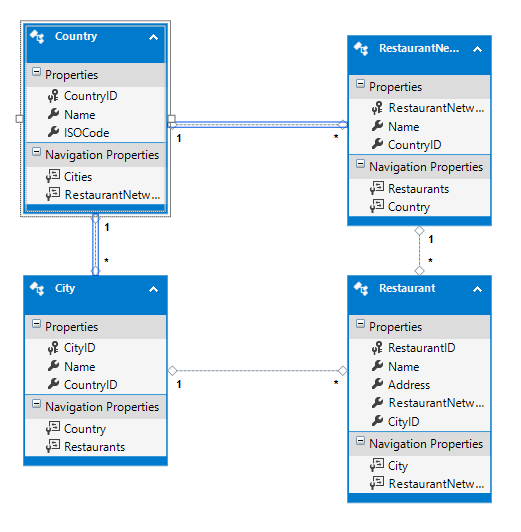 Country
Properties
CountryID
Name
ISOCode
Navigation Properties
Cities
RestaurantNetw...
RestaurantNe...
Properties
RestaurantNetw...
Name
CountryID
Navigation Properties
Restaurants
Country
1
*
1
*
1
*
City
Properties
CityID
Name
CountryID
Navigation Properties
Country
Restaurants
1
*
Restaurant
Properties
RestaurantID
Name
Address
RestaurantNetw...
CityID
Navigation Properties
City
RestaurantNetw...